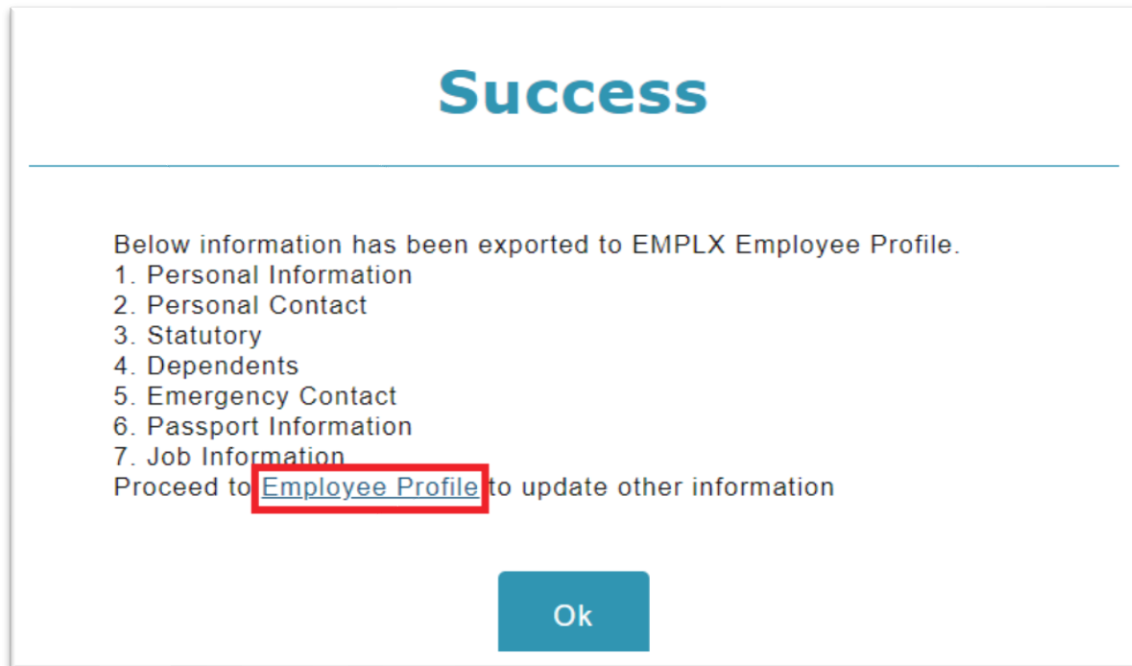 Success
Below information has been exported to EMPLX Employee Profile.
1. Personal Information
2. Personal Contact
3. Statutory
4. Dependents
5. Emergency Contact
6. Passport Information
7. Job Information
Proceed to Employee Profile to update other information
Ok